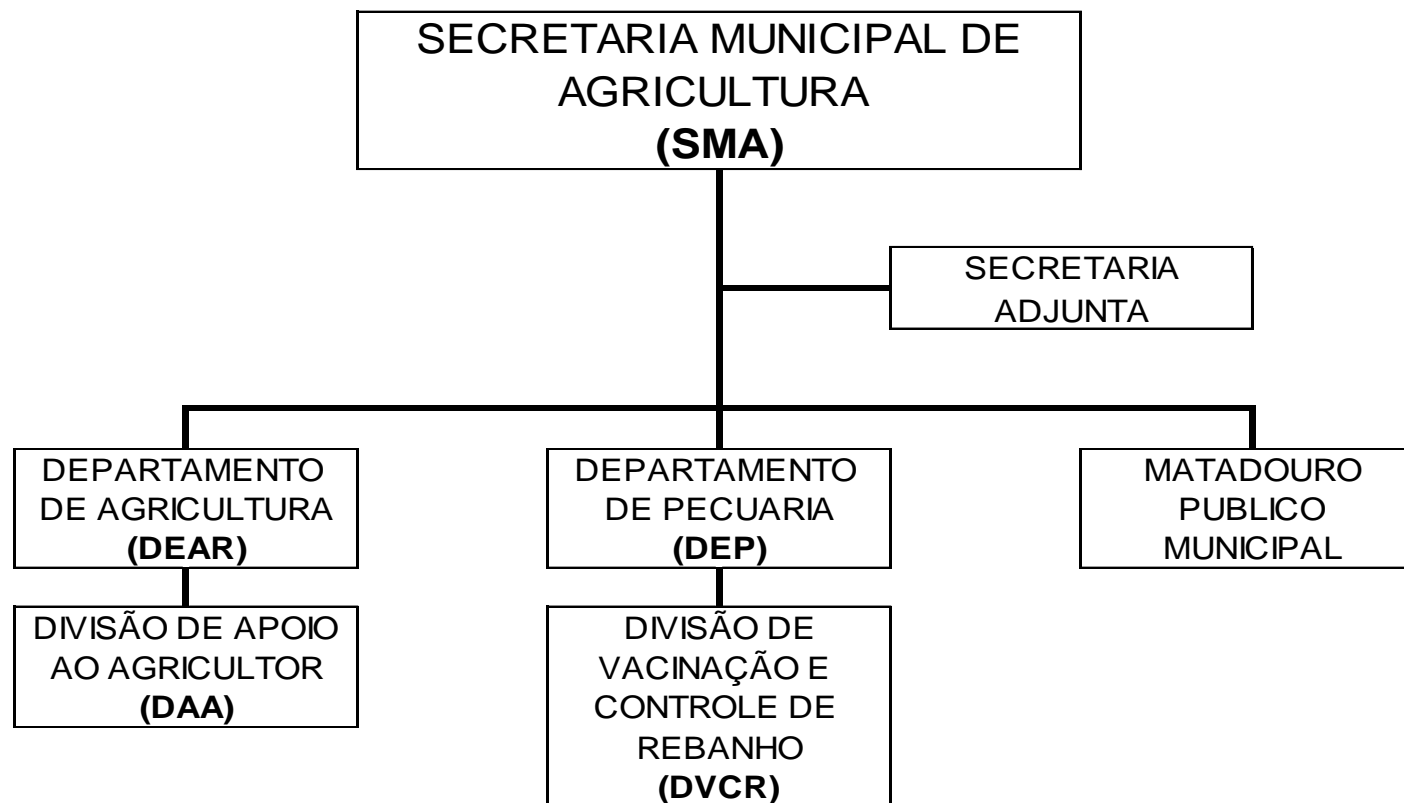 SECRETARIA MUNICIPAL DE
AGRICULTURA
(SMA)
SECRETARIA
ADJUNTA
DEPARTAMENTO
DE AGRICULTURA
(DEAR)
DEPARTAMENTO
DE PECUARIA
(DEP)
MATADOURO
PUBLICO
MUNICIPAL
DIVISÃO DE APOIO
AO AGRICULTOR
(DAA)
DIVISÃO DE
VACINAÇÃO E
CONTROLE DE
REBANHO
(DVCR)